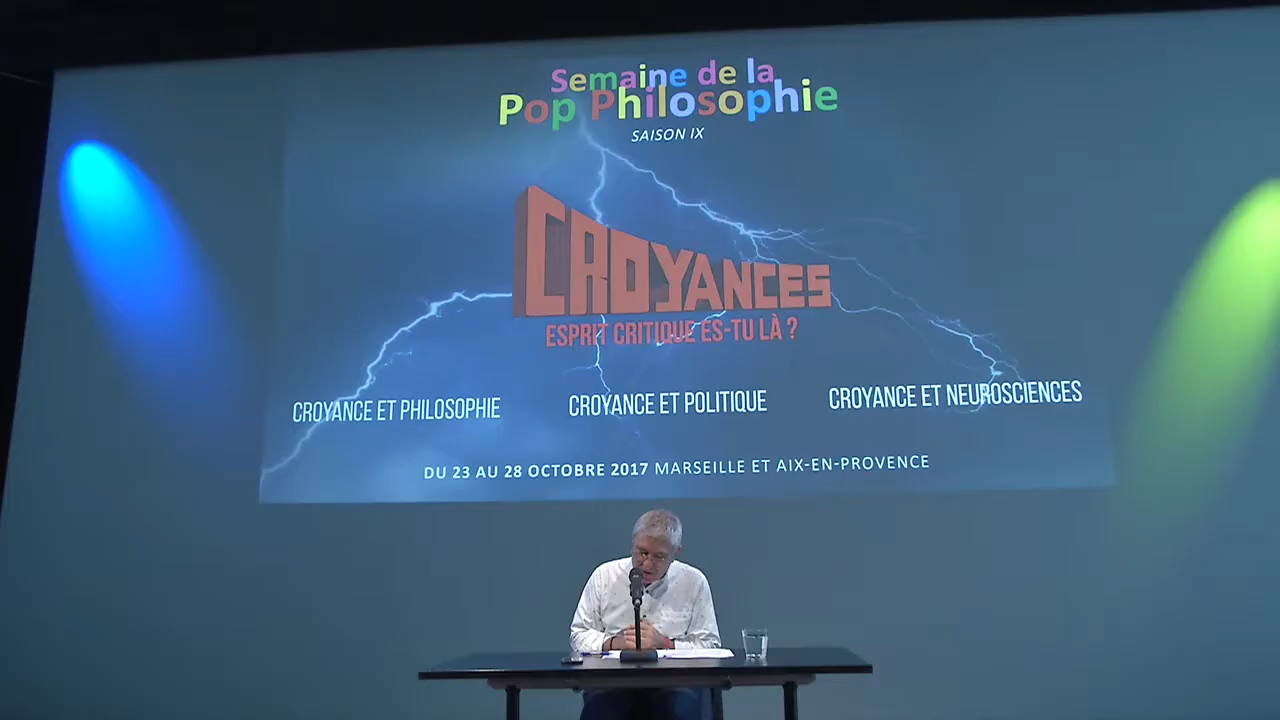 Semaine de la
Pop Philosophie
SAISON IX
CROYANCES
ESPRIT CRITIQUE ES-TU LÀ ?
CROYANCE ET PHILOSOPHIE
CROYANCE ET POLITIQUE
CROYANCE ET NEUROSCIENCES
DU 23 AU 28 OCTOBRE 2017 MARSEILLE ET AIX-EN-PROVENCE